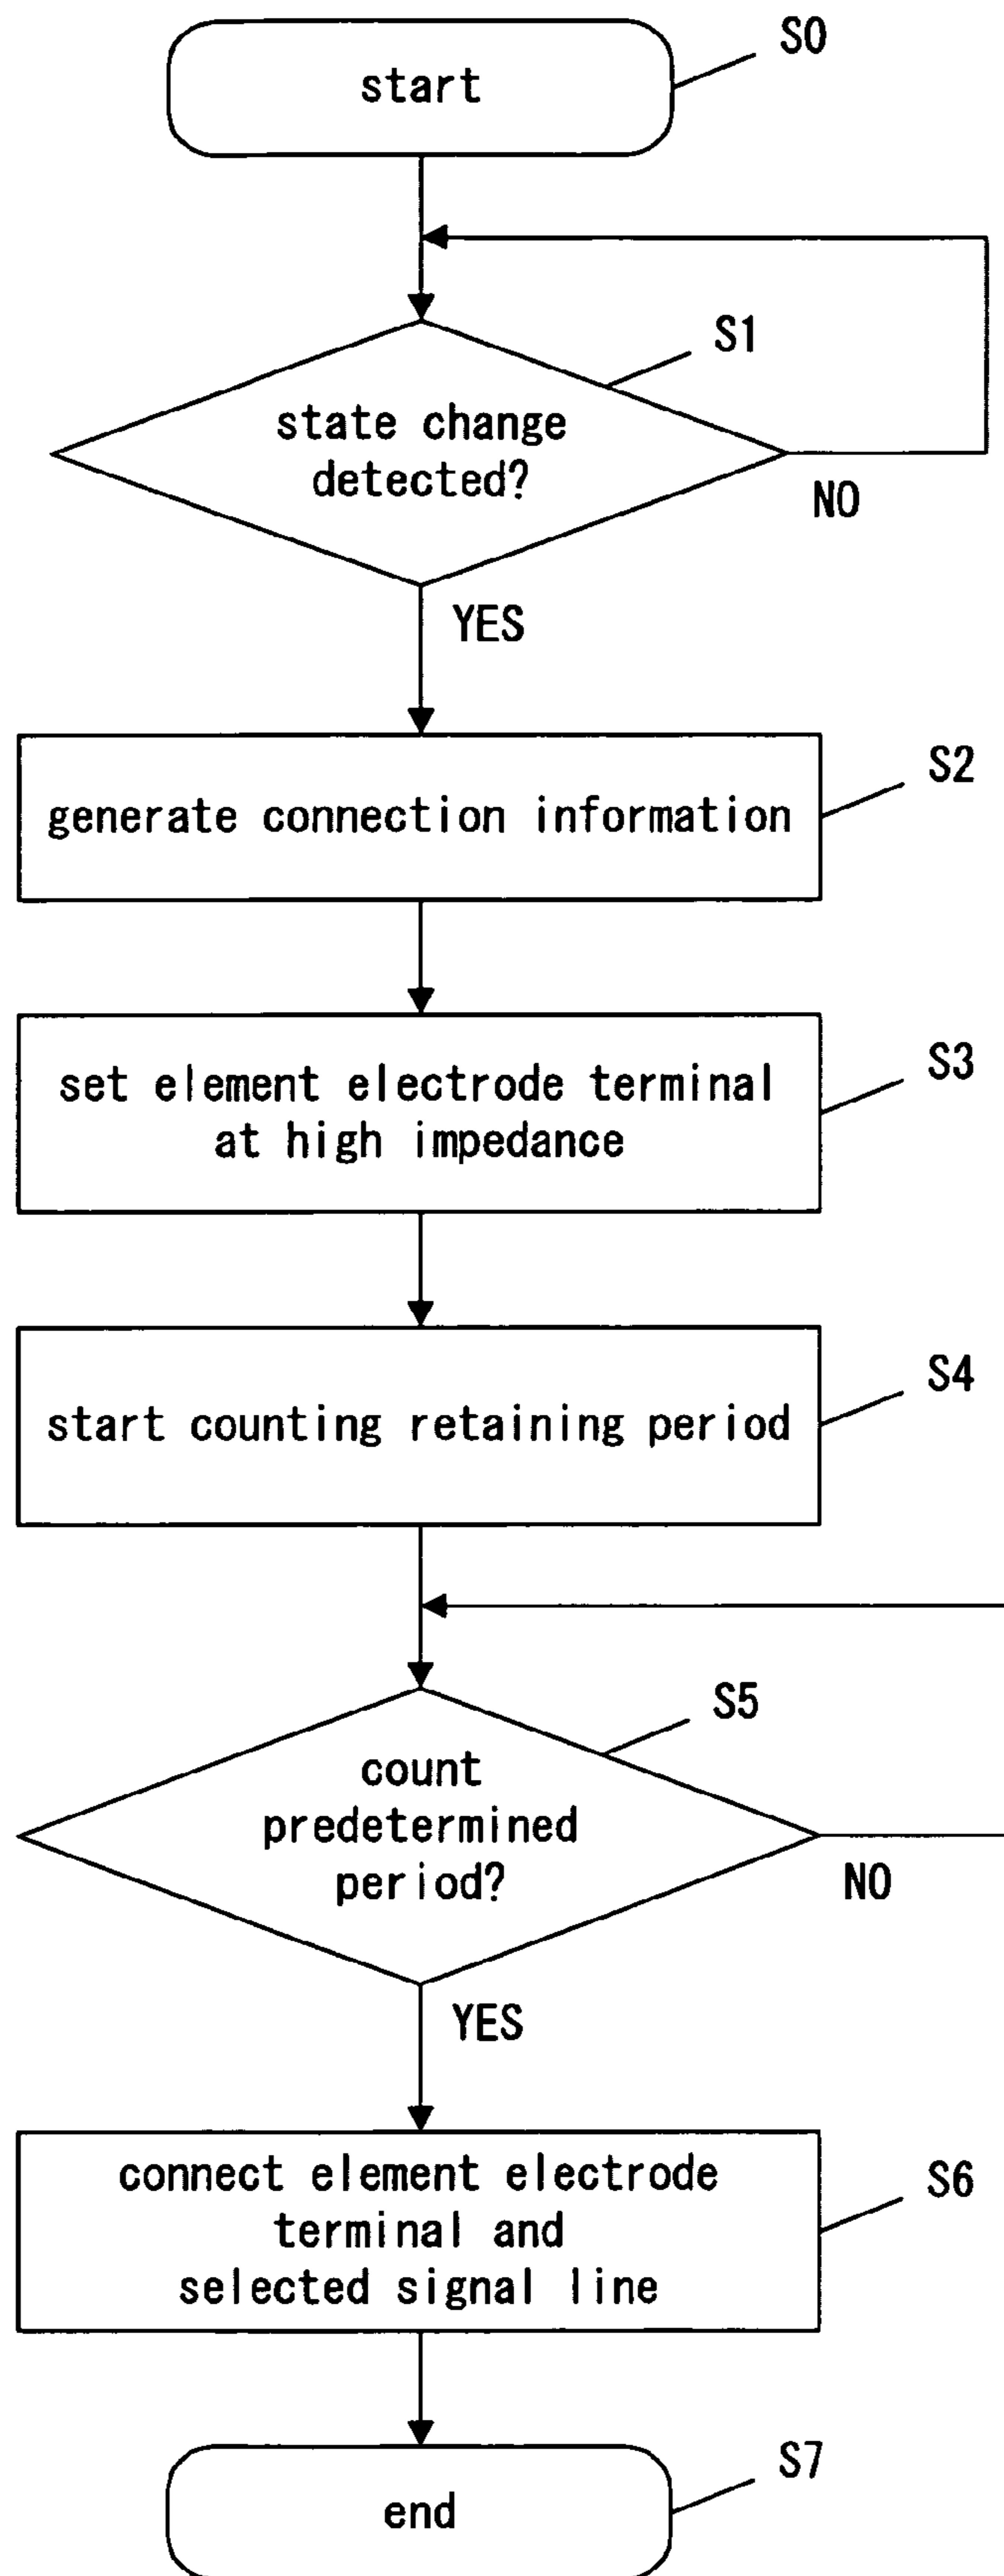 start
S0
S1
state change
detected?
NO
YES
S2
generate connection information
S3
set element electrode terminal
at high impedance
S4
start counting retaining period
S5
count
predetermined
period?
NO
YES
connect element electrode
S6
terminal and
selected signal line
S7
end